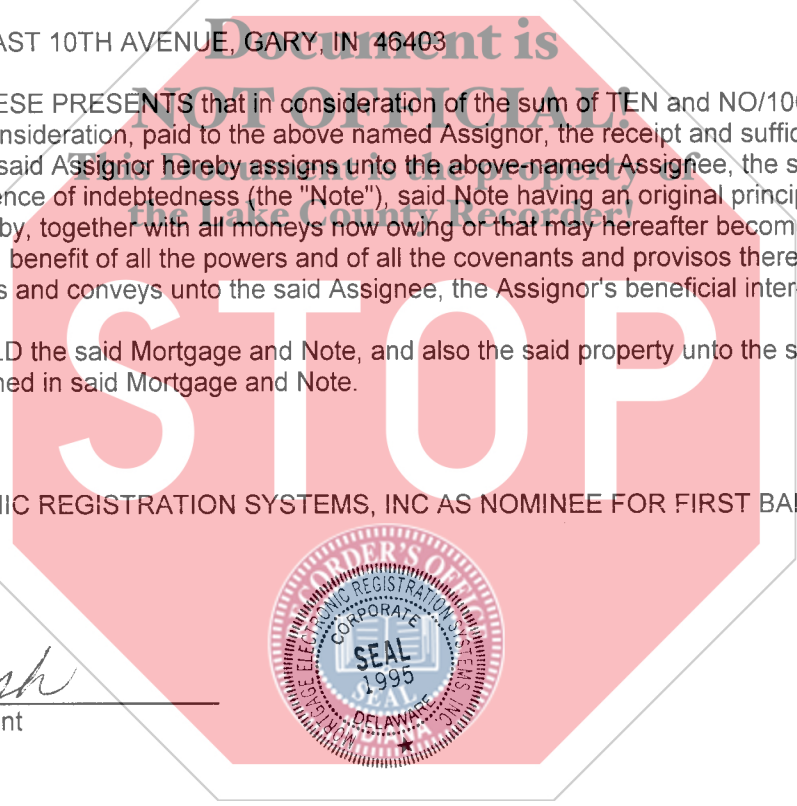 Document is
AST 10TH AVENUE, GARY, IN 46403
NOT OFFICIAL!
ESE PRESENTS that in consideration of the sum of TEN and NO/10
nsideration, paid to the above named Assignor, the receipt and suffic
This Document is the property of
said Assignor hereby assigns unto the above-named Assignee, the s
ence of indebtedness (the "Note"), said Note having an original princip
the Lake County Recorder!
by, together with all moneys now owing or that may hereafter becom
benefit of all the powers and of all the covenants and provisos there
s and conveys unto the said Assignee, the Assignor's beneficial inter
LD the said Mortgage and Note, and also the said property unto the s
ned in said Mortgage and Note.
STOP
NIC REGISTRATION SYSTEMS, INC AS NOMINEE FOR FIRST BA
CORDER'S OFFIC
MORTGAGE ELECTRONIC REGISTRATION SYSTEMS, INC.
CORPORATE
SEAL
1995
SEAL
DELAWARE
INDIANA
sh
nt